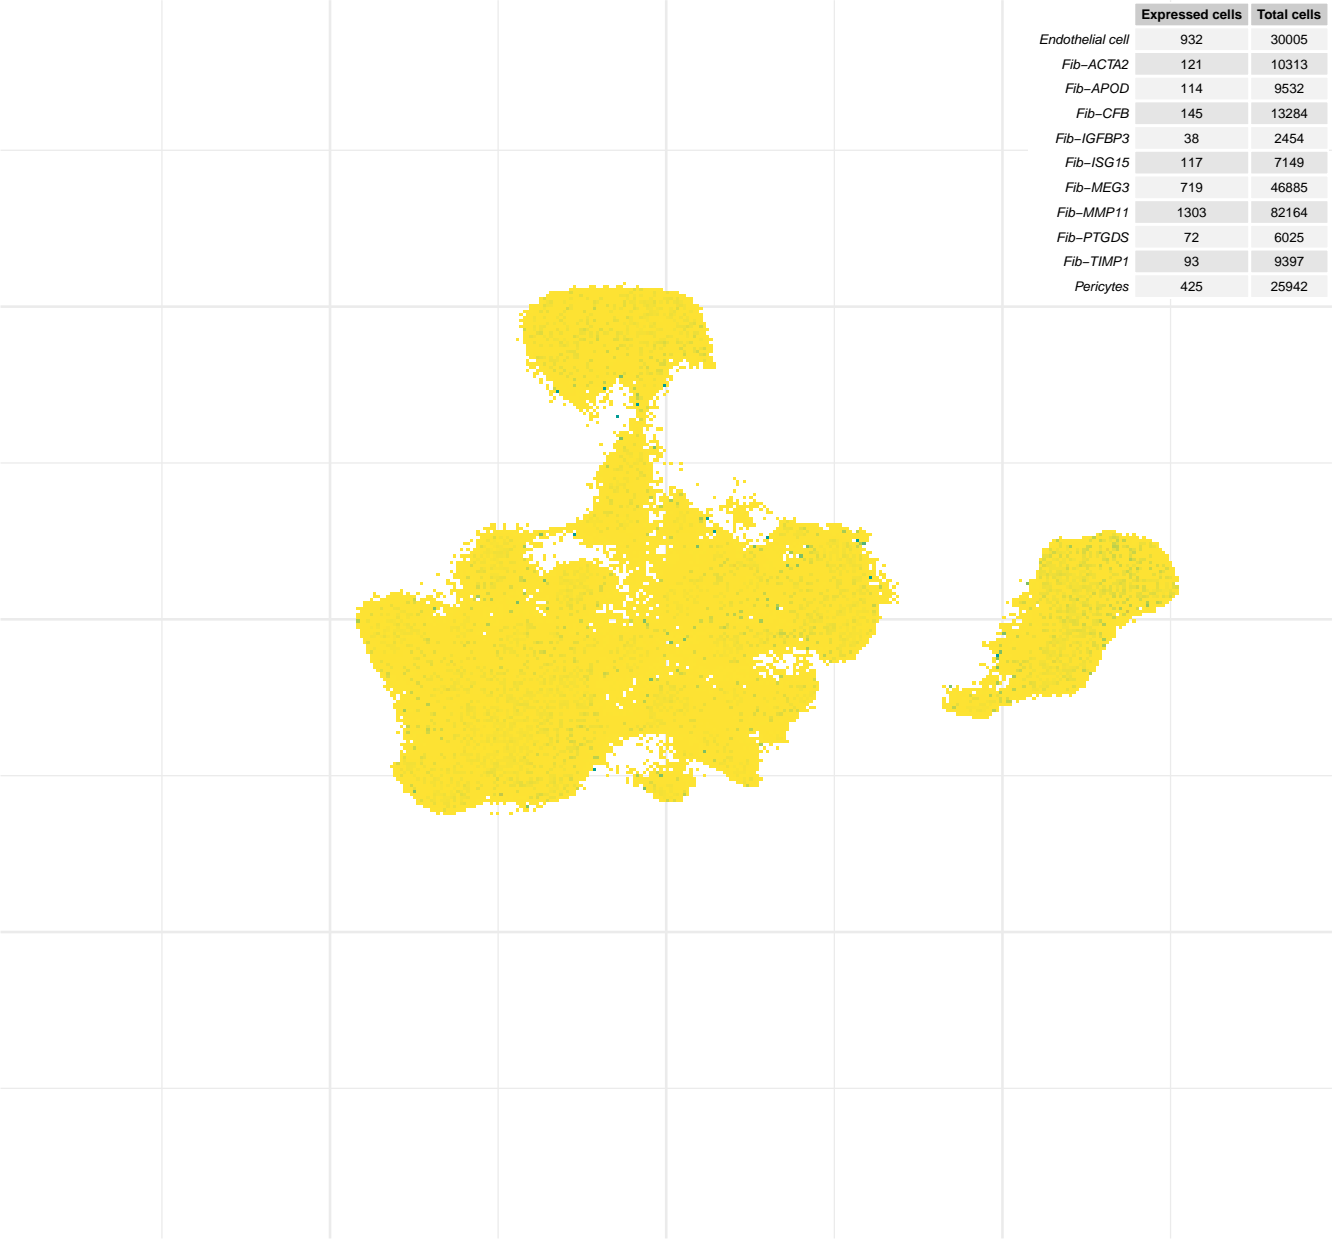 Expressed cells Total cells
Endothelial cell 932 30005
Fib−ACTA2 121 10313
Fib−APOD 114 9532
Fib−CFB 145 13284
Fib−IGFBP3 38 2454
Fib−ISG15 117 7149
Fib−MEG3 719 46885
Fib−MMP11 1303 82164
Fib−PTGDS 72 6025
Fib−TIMP1 93 9397
Pericytes 425 25942